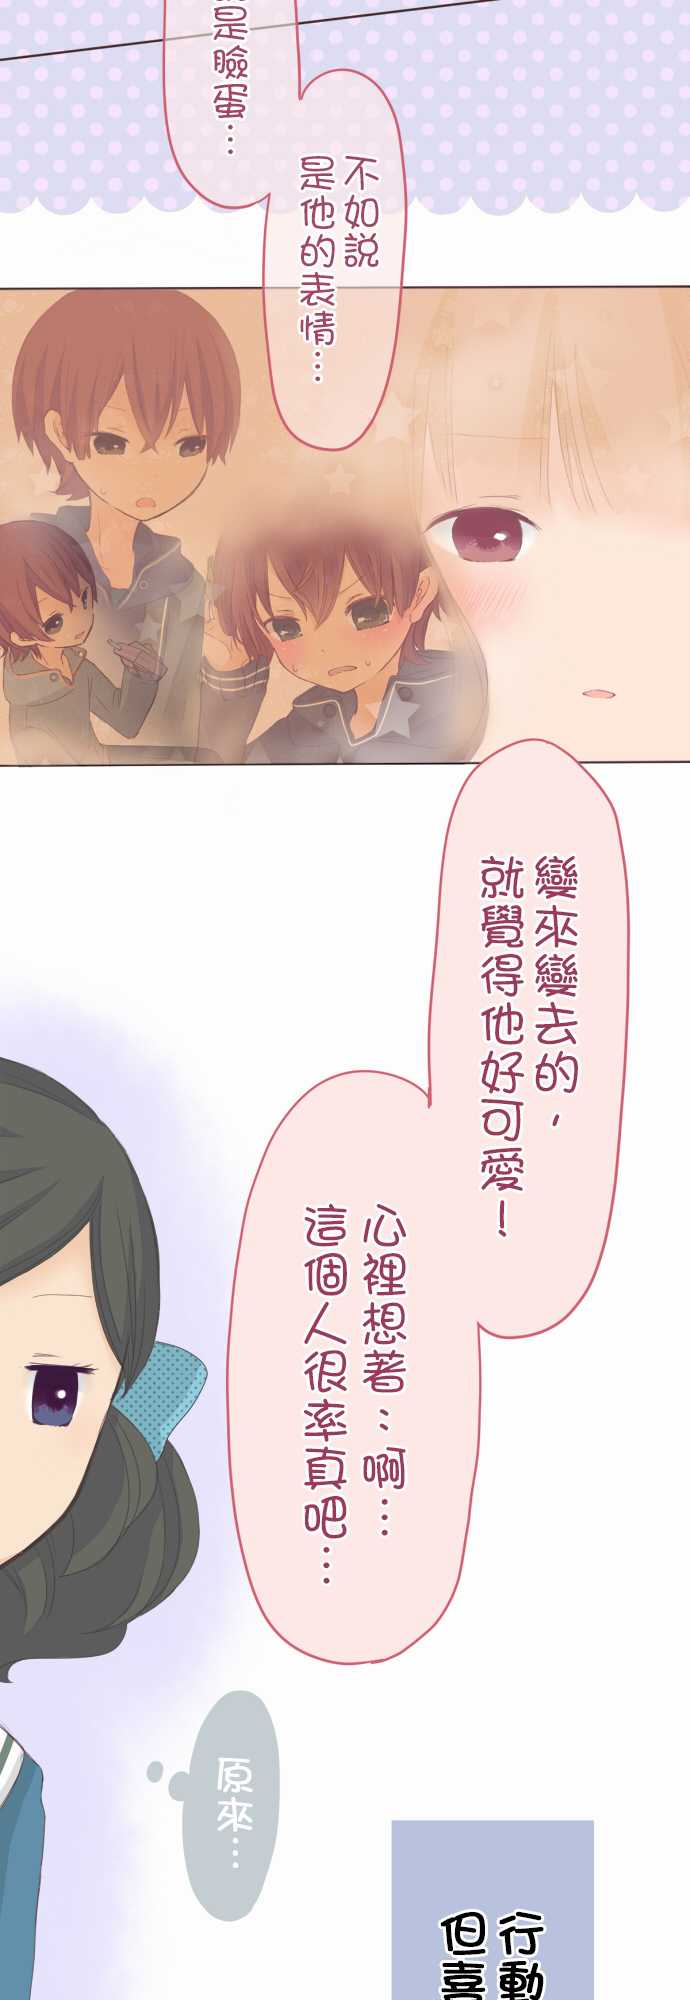 是臉蛋…
不如說
是他的表情…
變來變去的，
就覺得他好可愛！
心裡想著：啊…
這個人很率真吧…
原來…
行動
但喜